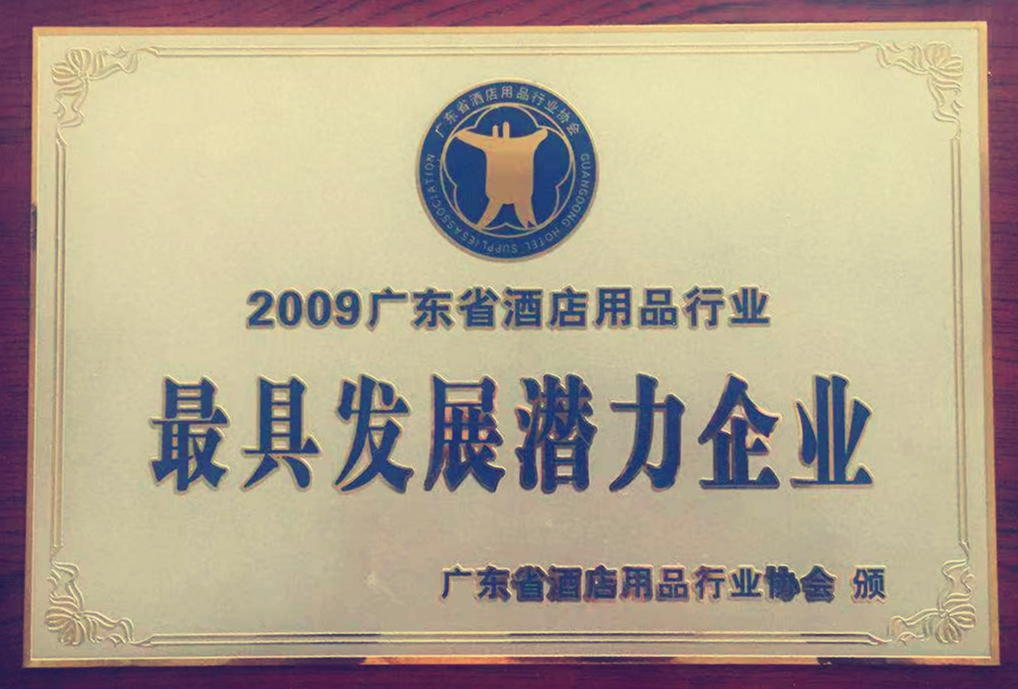 广东省酒店用品行业协会
GUANGDONG HOTEL SUPPLIESASSOCIATION
2009广东省酒店用品行业
最具发展潜力企业
广东省酒店用品行业协会 颁